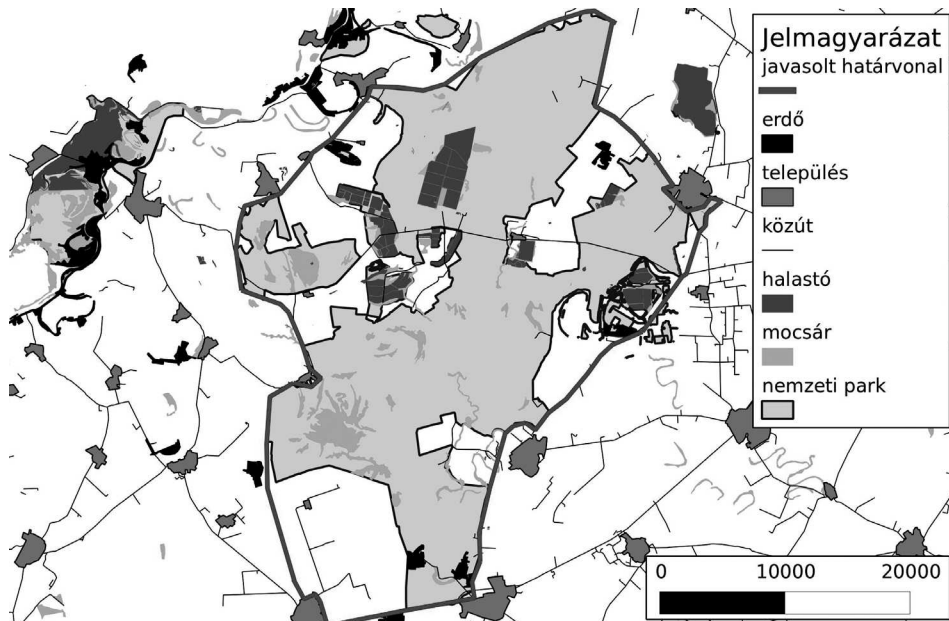 Jelmagyarázat
javasolt határvonal
erdő
település
közút
halastó
mocsár
nemzeti park
0 10000 20000